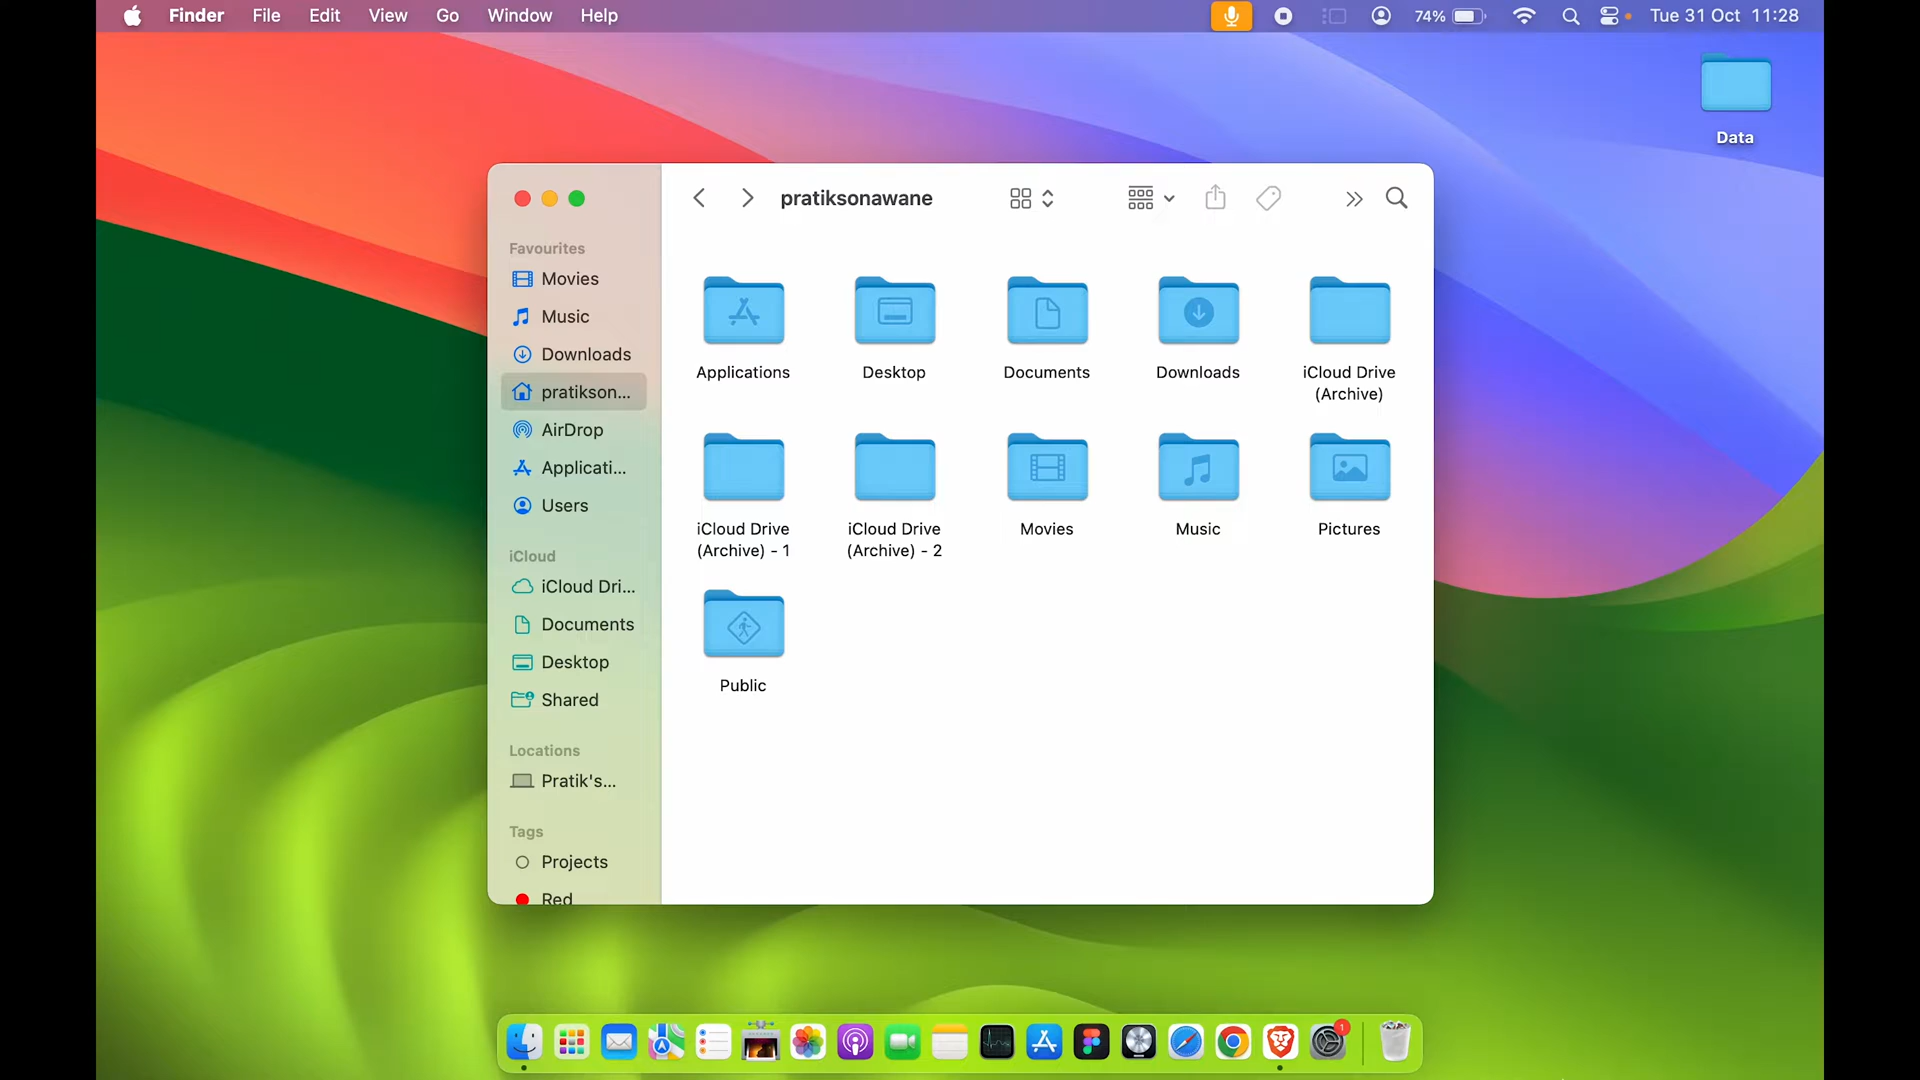 Finder File Edit View Go Window Help 74% Tue 31 Oct 11:28
Data
pratiksonawane
Favourites
Movies
Music
Downloads
pratikson...
AirDrop
Applicati...
Users
iCloud
iCloud Dri...
Documents
Desktop
Shared
Locations
Pratik's...
Tags
Projects
Red
Applications Desktop Documents Downloads iCloud Drive
(Archive)
iCloud Drive iCloud Drive Movies Music Pictures
(Archive) - 1 (Archive) - 2
Public
1